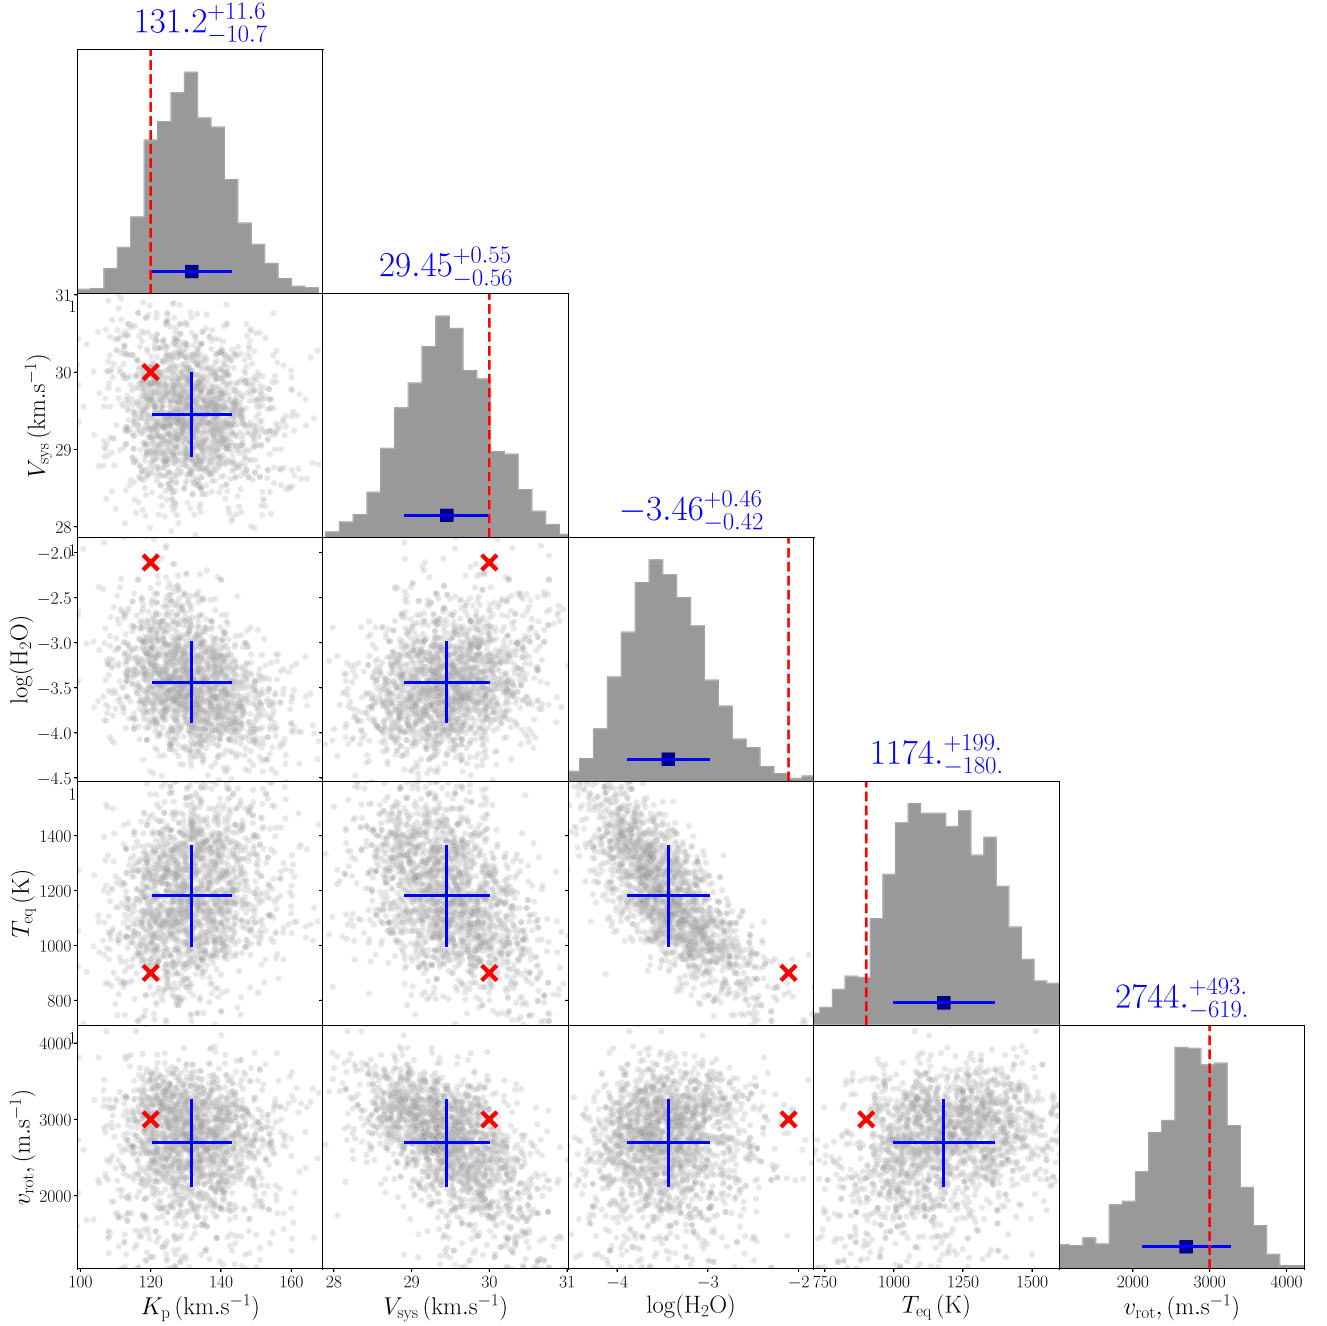 131.2+11.6−10.7
29.45+0.55−0.56
−3.46+0.46−0.42
1174.+199.−180.
2744.+493.−619.
31
1
30
29
28
Vsys (km.s−1)
1
−2.0
−2.5
−3.0
−3.5
−4.0
−4.5
log(H2O)
1
1400
1200
1000
800
Teq (K)
1
4000
3000
2000
vrot, (m.s−1)
100 120 140 160
28 29 30 31
−4 −3 −2
750 1000 1250 1500
2000 3000 4000
Kp (km.s−1)
Vsys (km.s−1)
log(H2O)
Teq (K)
vrot, (m.s−1)